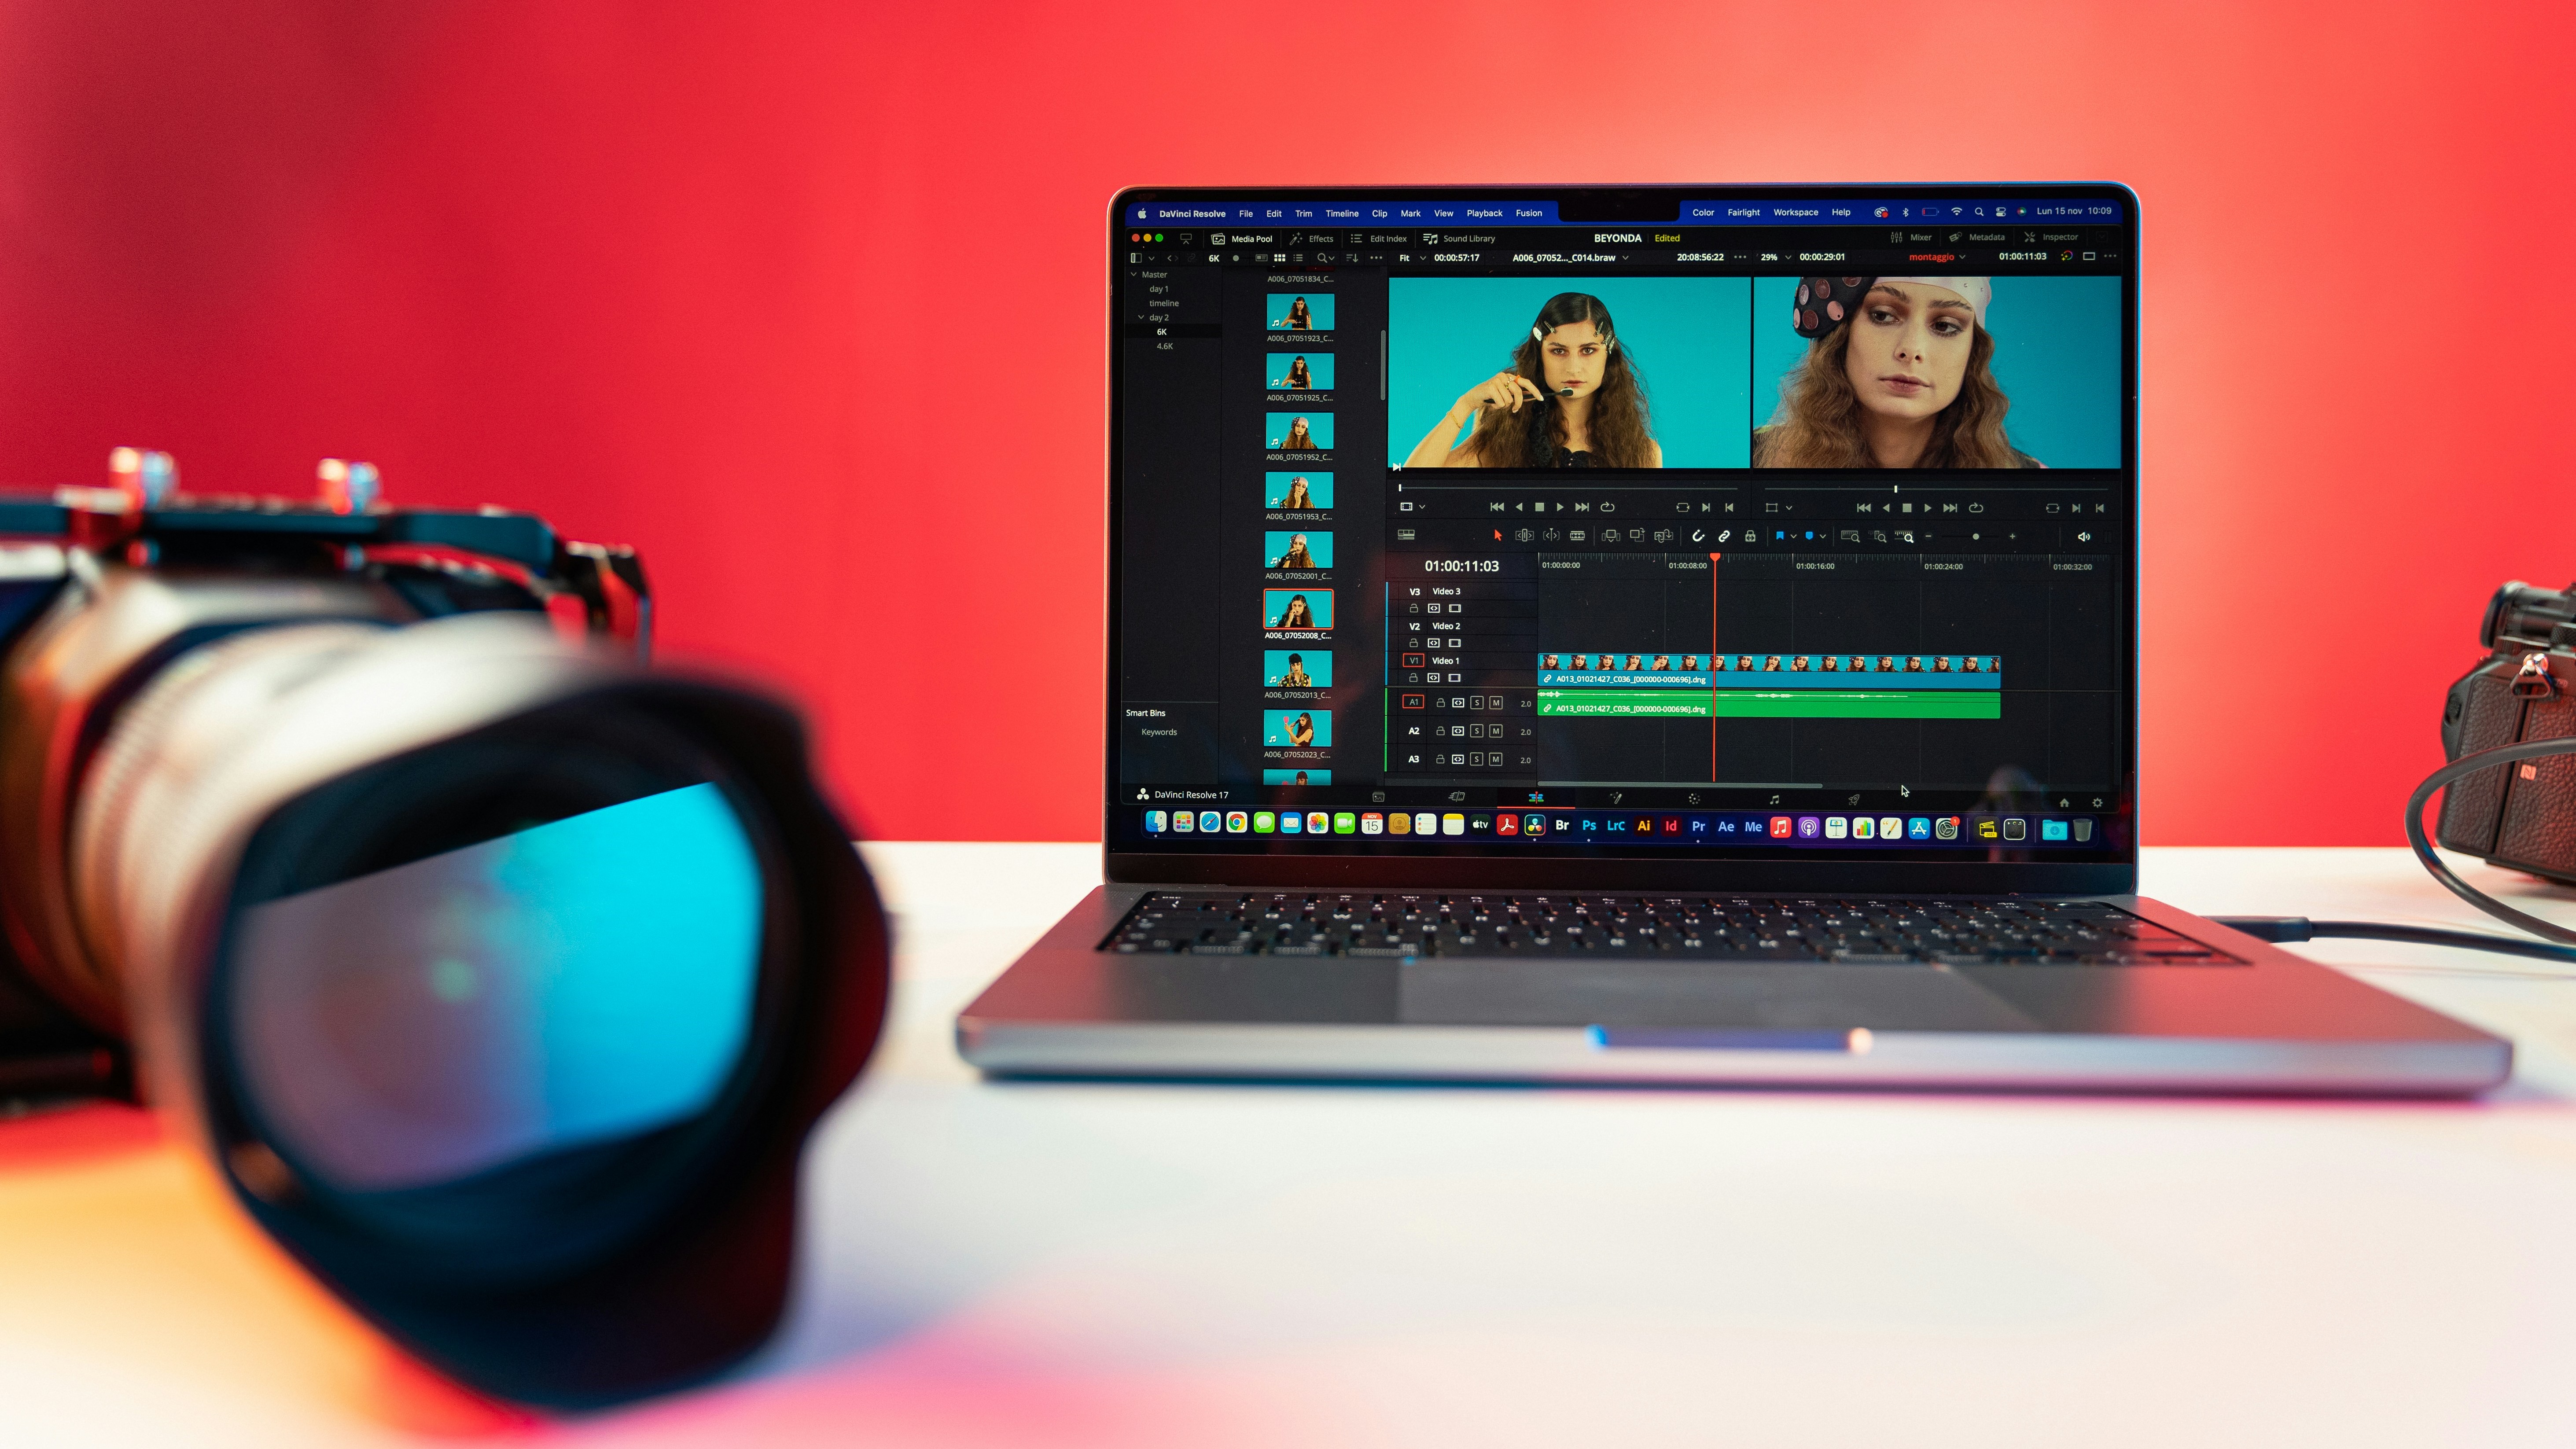 DaVinci Resolve File Edit Trim Timeline Clip Mark View Playback Fusion Color Fairlight Workspace Help Lun 15 nov 10:09
Media Pool Effects Edit Index Sound Library BEYONDA Edited Mixer Metadata Inspector
6K Fit 00:00:57:17 A006_07052..._C014.braw 20:08:56:22 29% 00:00:29:01 montaggio 01:00:11:03
Master
day 1
timeline
day 2
6K
4.6K
Smart Bins
Keywords
A006_07051834_C...
A006_07051923_C...
A006_07051925_C...
A006_07051952_C...
A006_07051953_C...
A006_07052001_C...
A006_07052008_C...
A006_07052013_C...
A006_07052023_C...
01:00:11:03 01:00:00:00 01:00:08:00 01:00:16:00 01:00:24:00 01:00:32:00
V3 Video 3
V2 Video 2
V1 Video 1
A013_01021427_C036_[000000-000696].dng
A1 S M 2.0
A013_01021427_C036_[000000-000696].dng
A2 S M 2.0
A3 S M 2.0
DaVinci Resolve 17
NOV 15 tv Br Ps LrC Ai Id Pr Ae Me